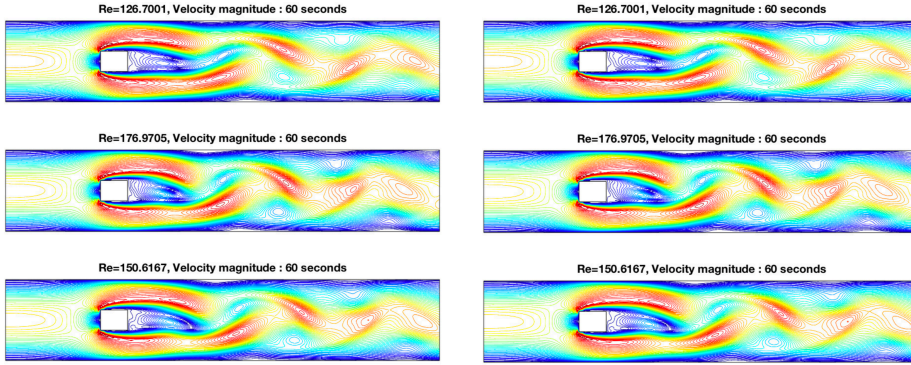 Re=126.7001, Velocity magnitude : 60 seconds
Re=126.7001, Velocity magnitude : 60 seconds
Re=176.9705, Velocity magnitude : 60 seconds
Re=176.9705, Velocity magnitude : 60 seconds
Re=150.6167, Velocity magnitude : 60 seconds
Re=150.6167, Velocity magnitude : 60 seconds